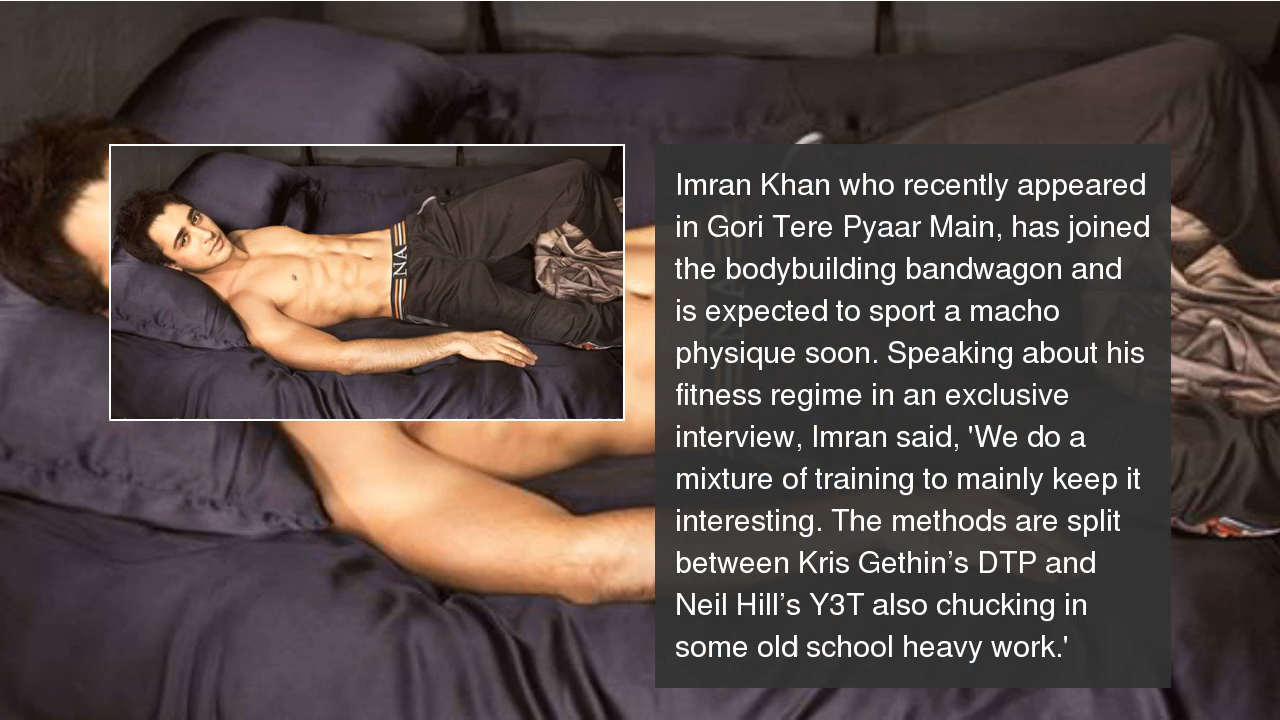 NA
Imran Khan who recently appeared
in Gori Tere Pyaar Main, has joined
the bodybuilding bandwagon and
is expected to sport a macho
physique soon. Speaking about his
fitness regime in an exclusive
interview, Imran said, 'We do a
mixture of training to mainly keep it
interesting. The methods are split
between Kris Gethin’s DTP and
Neil Hill’s Y3T also chucking in
some old school heavy work.'